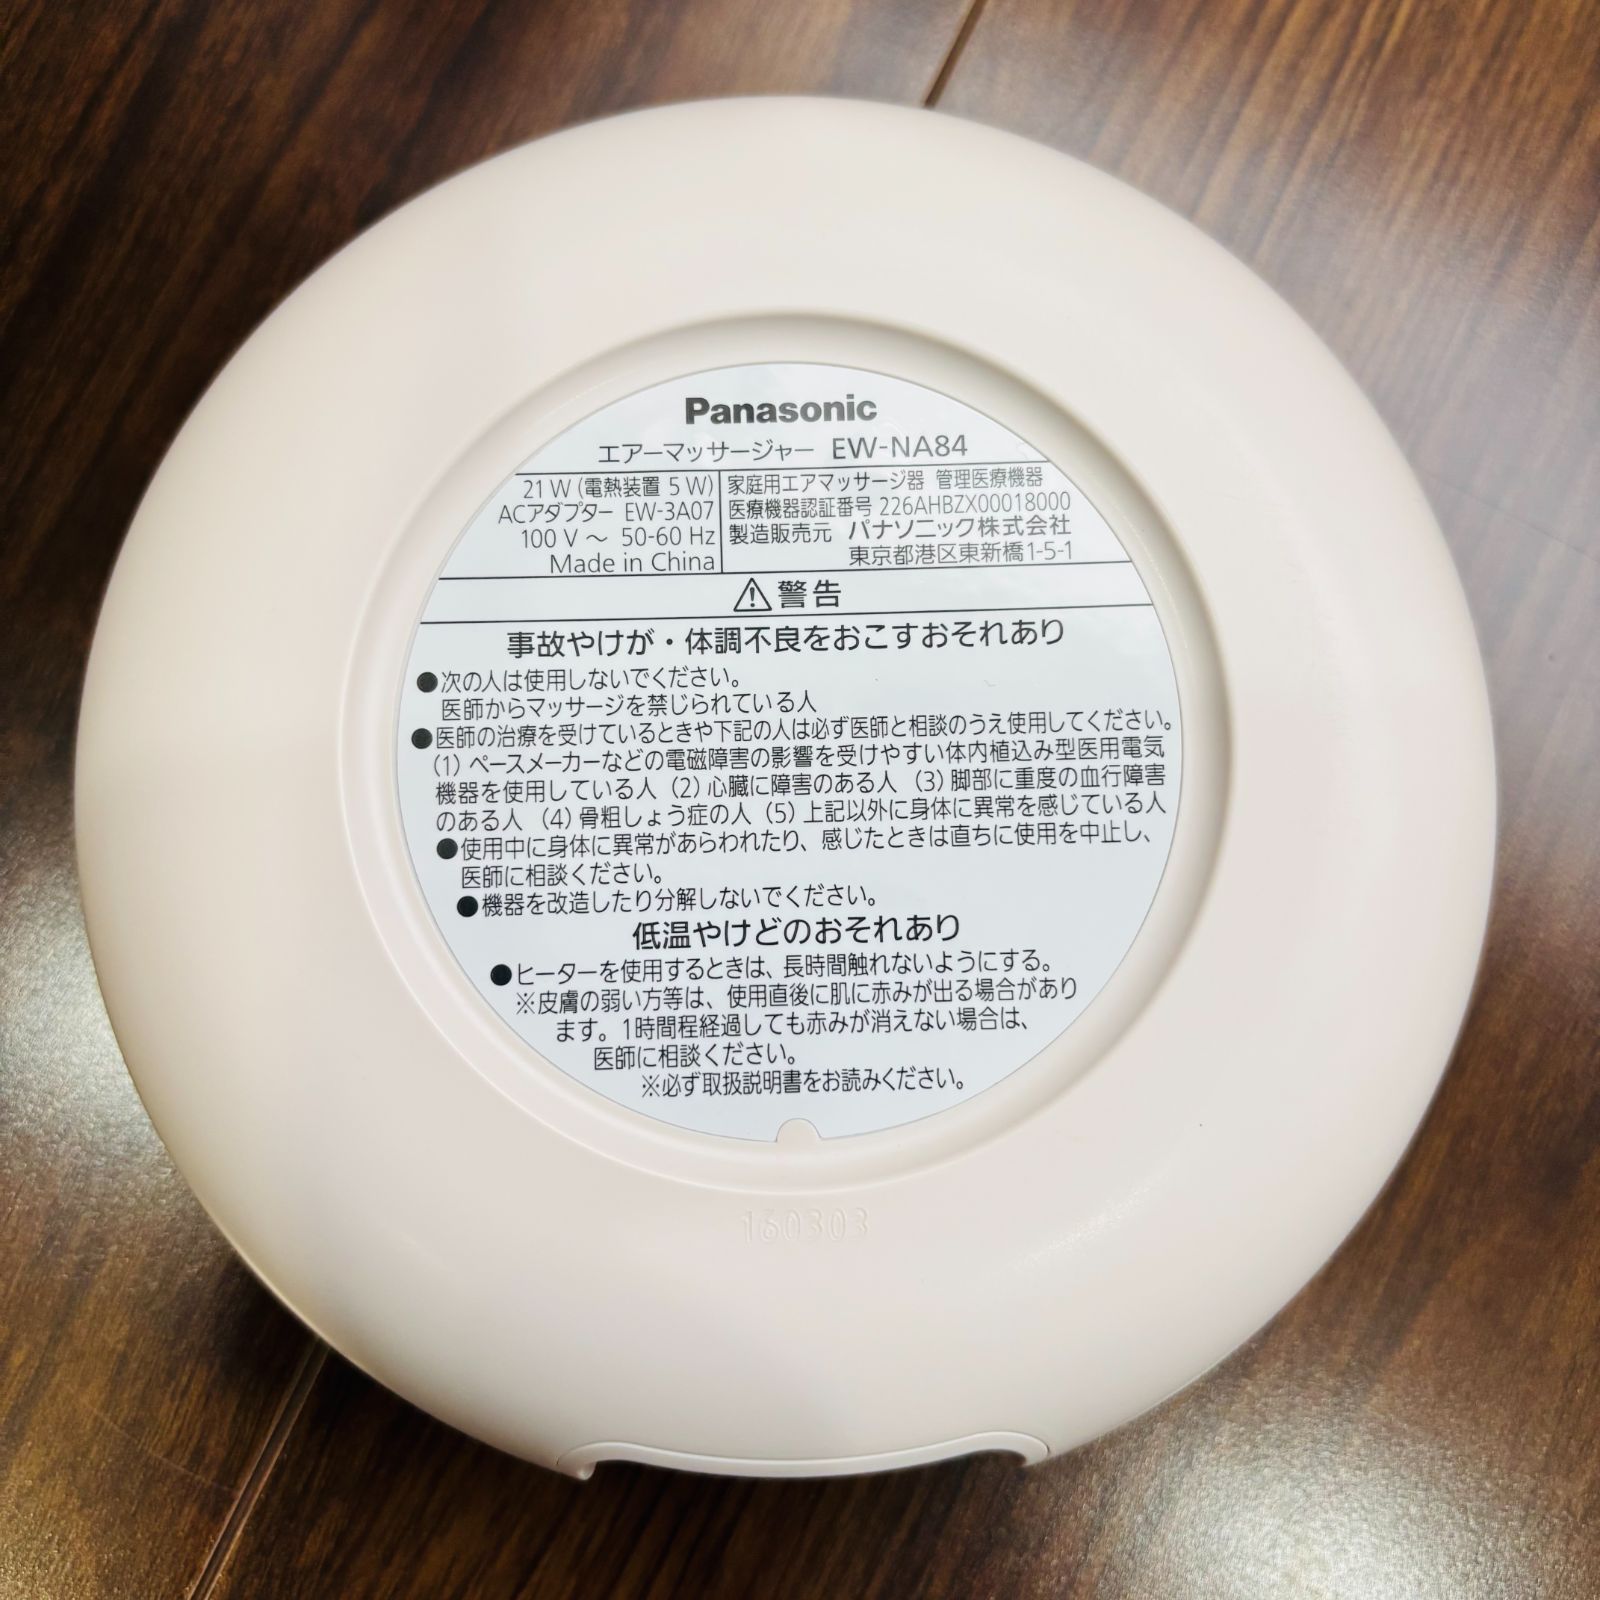 Panasonic
エアーマッサージャー EW-NA84
21 W (電熱装置 5 W)
ACアダプター EW-3A07
100 V ～ 50-60 Hz
Made in China
家庭用エアマッサージ器 管理医療機器
医療機器認証番号 226AHBZX00018000
製造販売元 パナソニック株式会社
東京都港区東新橋1-5-1
⚠警告
事故やけが・体調不良をおこすおそれあり
●次の人は使用しないでください。
医師からマッサージを禁じられている人
●医師の治療を受けているときや下記の人は必ず医師と相談のうえ使用してください。
(1) ペースメーカーなどの電磁障害の影響を受けやすい体内植込み型医用電気
機器を使用している人 (2) 心臓に障害のある人 (3) 脚部に重度の血行障害
のある人 (4) 骨粗しょう症の人 (5) 上記以外に身体に異常を感じている人
●使用中に身体に異常があらわれたり、感じたときは直ちに使用を中止し、
医師に相談ください。
●機器を改造したり分解しないでください。
低温やけどのおそれあり
●ヒーターを使用するときは、長時間触れないようにする。
※皮膚の弱い方等は、使用直後に肌に赤みが出る場合があり
ます。1時間程経過しても赤みが消えない場合は、
医師に相談ください。
※必ず取扱説明書をお読みください。
160303